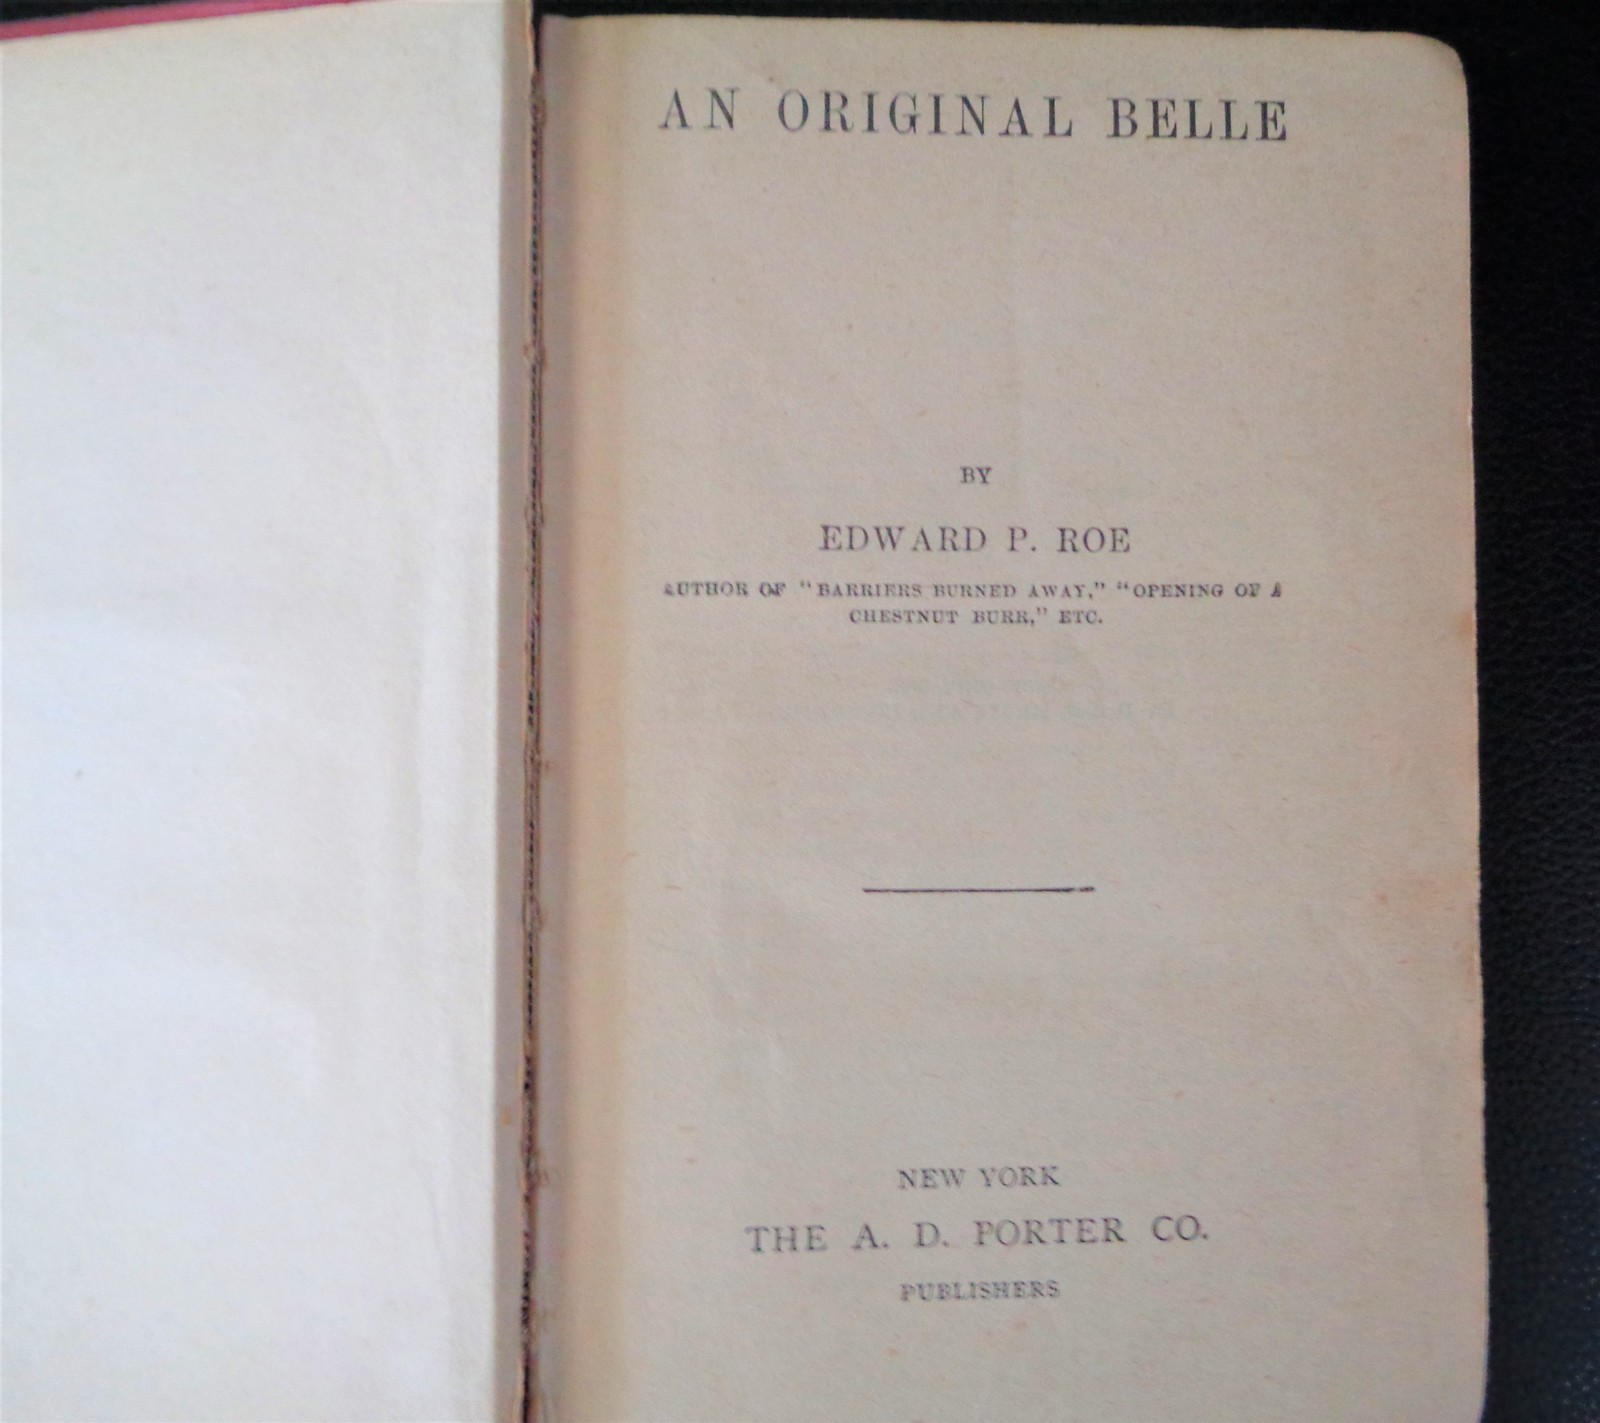 AN ORIGINAL BELLE
BY
EDWARD P. ROE
AUTHOR OF "BARRIERS BURNED AWAY," "OPENING OF A
CHESTNUT BURR," ETC.
NEW YORK
THE A. D. PORTER CO.
PUBLISHERS